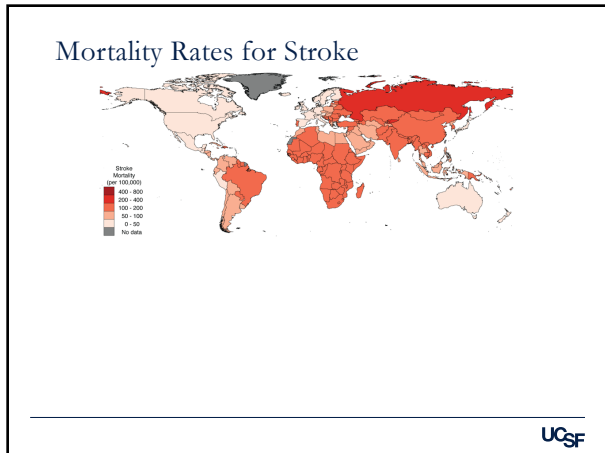 Mortality Rates for Stroke
Stroke
Mortality
(per 100,000)
400 - 800
200 - 400
100 - 200
50 - 100
0 - 50
No data
UCSF